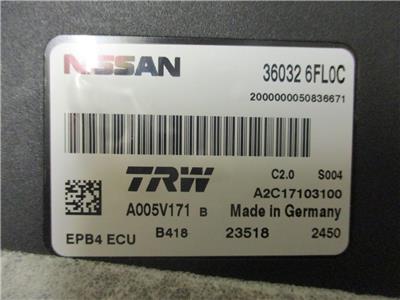 NISSAN 36032 6FL0C
2000000050836671
TRW C2.0 S004
A2C17103100
A005V171 B Made in Germany
EPB4 ECU B418 23518 2450